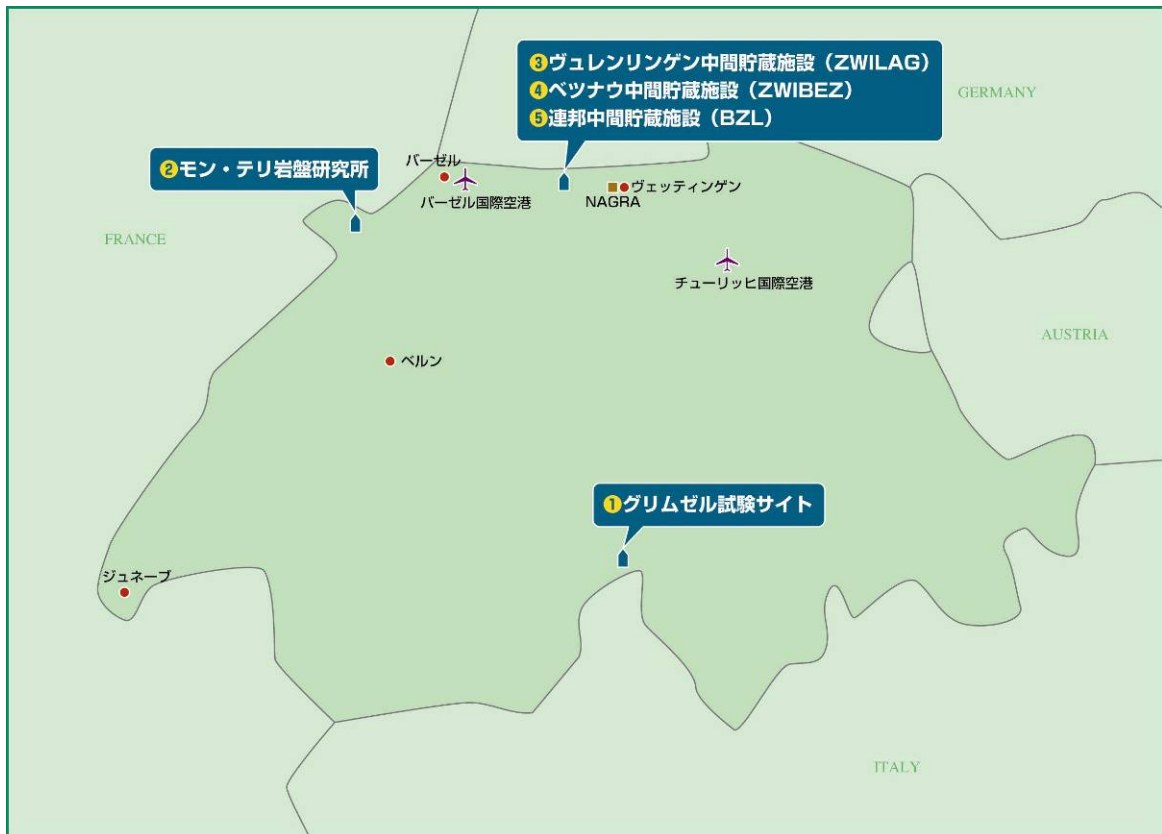 ❸ヴュレンリンゲン中間貯蔵施設（ZWILAG）
❹ベツナウ中間貯蔵施設（ZWIBEZ）
❺連邦中間貯蔵施設（BZL）
GERMANY
❷モン・テリ岩盤研究所
バーゼル
バーゼル国際空港
ヴェッティンゲン
NAGRA
FRANCE
チューリッヒ国際空港
AUSTRIA
ベルン
❶グリムゼル試験サイト
ジュネーブ
ITALY